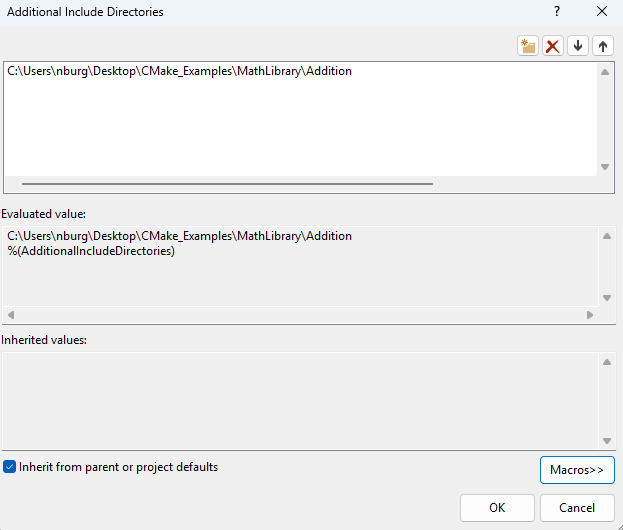 Additional Include Directories
?
C:\Users\nburg\Desktop\CMake_Examples\MathLibrary\Addition
Evaluated value:
C:\Users\nburg\Desktop\CMake_Examples\MathLibrary\Addition
%(AdditionalIncludeDirectories)
Inherited values:
Inherit from parent or project defaults
Macros>>
OK
Cancel